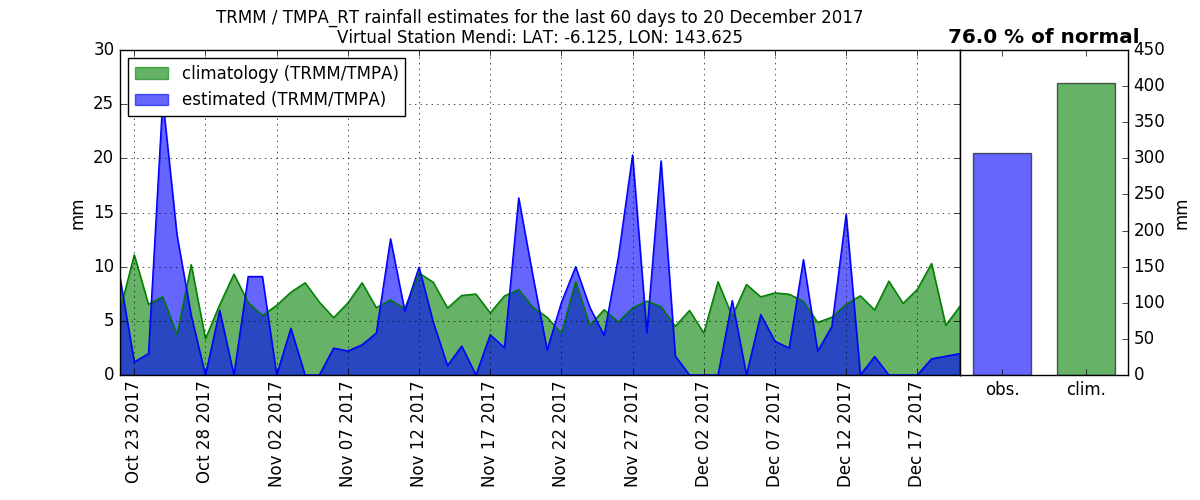 TRMM / TMPA_RT rainfall estimates for the last 60 days to 20 December 2017
Virtual Station Mendi: LAT: -6.125, LON: 143.625
76.0 % of normal
climatology (TRMM/TMPA)
estimated (TRMM/TMPA)
30
25
20
15
10
5
0
mm
Oct 23 2017
Oct 28 2017
Nov 02 2017
Nov 07 2017
Nov 12 2017
Nov 17 2017
Nov 22 2017
Nov 27 2017
Dec 02 2017
Dec 07 2017
Dec 12 2017
Dec 17 2017
obs.
clim.
450
400
350
300
250
200
150
100
50
0
mm